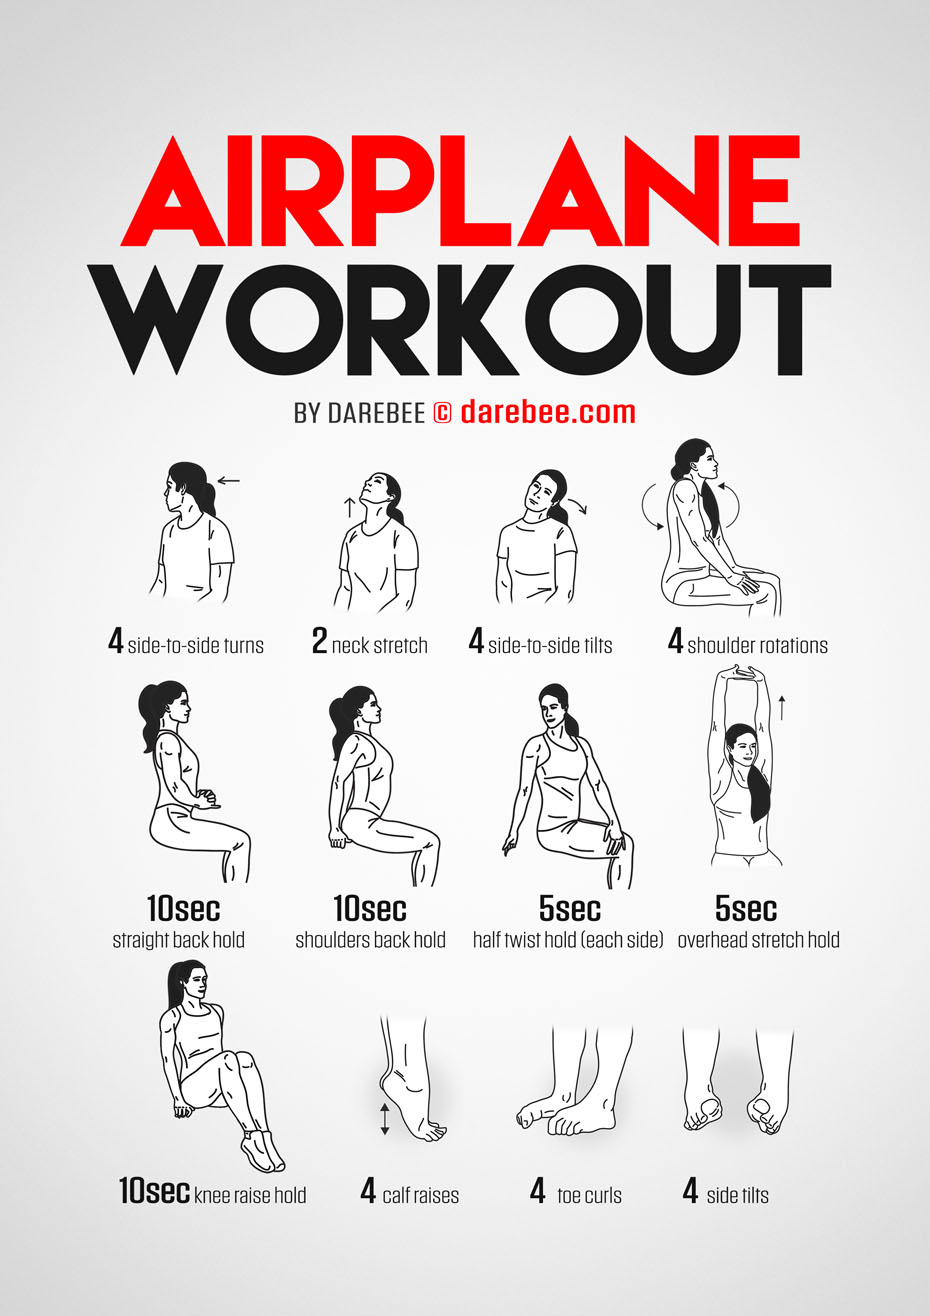 AIRPLANE
WORKOUT
BY DAREBEE © darebee.com
4 side-to-side turns
2 neck stretch
4 side-to-side tilts
4 shoulder rotations
10sec
straight back hold
10sec
shoulders back hold
5sec
half twist hold (each side)
5sec
overhead stretch hold
10sec knee raise hold
4 calf raises
4 toe curls
4 side tilts